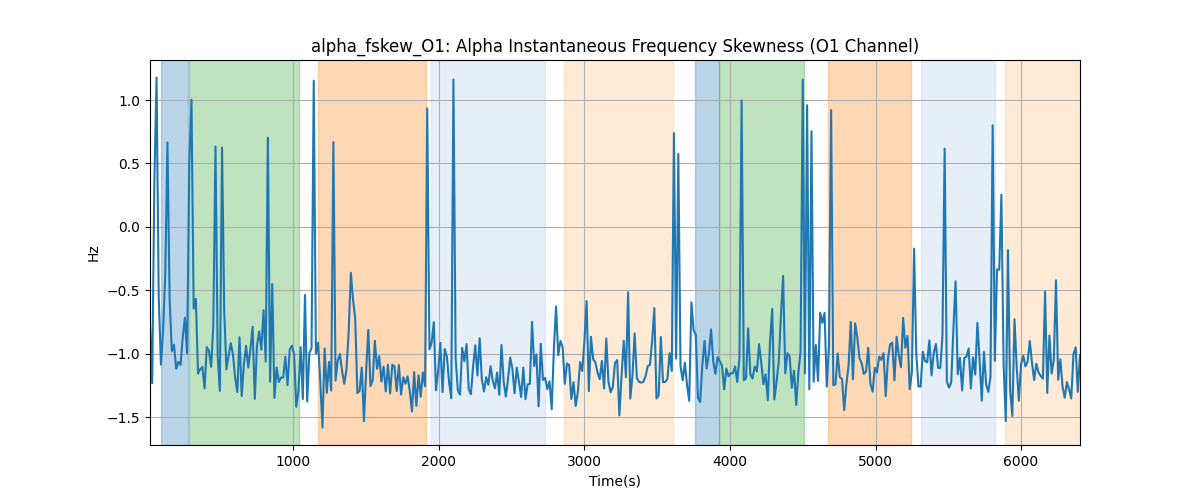 alpha_fskew_O1: Alpha Instantaneous Frequency Skewness (O1 Channel)
1.0
0.5
0.0
−0.5
−1.0
−1.5
Hz
1000 2000 3000 4000 5000 6000
Time(s)